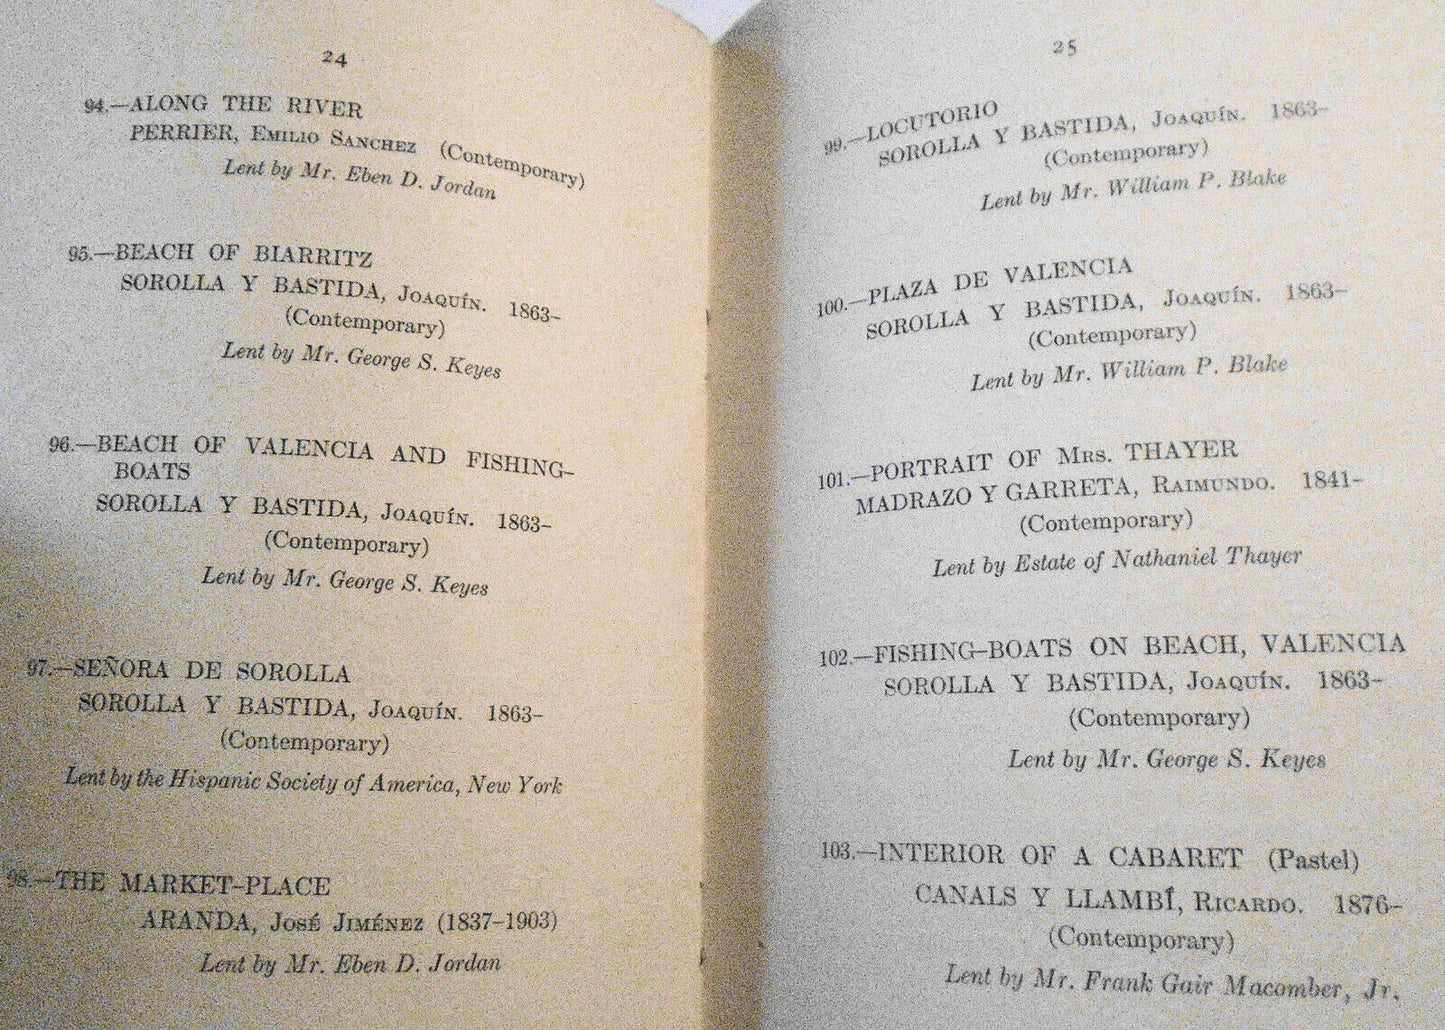 24
94.—ALONG THE RIVER
PERRIER, EMILIO SANCHEZ (Contemporary)
Lent by Mr. Eben D. Jordan
95.—BEACH OF BIARRITZ
SOROLLA Y BASTIDA, JOAQUÍN. 1863–
(Contemporary)
Lent by Mr. George S. Keyes
96.—BEACH OF VALENCIA AND FISHING-
BOATS
SOROLLA Y BASTIDA, JOAQUÍN. 1863–
(Contemporary)
Lent by Mr. George S. Keyes
97.—SEÑORA DE SOROLLA
SOROLLA Y BASTIDA, JOAQUÍN. 1863–
(Contemporary)
Lent by the Hispanic Society of America, New York
98.—THE MARKET-PLACE
ARANDA, JOSÉ JIMÉNEZ (1837–1903)
Lent by Mr. Eben D. Jordan
25
99.—LOCUTORIO
SOROLLA Y BASTIDA, JOAQUÍN. 1863–
(Contemporary)
Lent by Mr. William P. Blake
100.—PLAZA DE VALENCIA
SOROLLA Y BASTIDA, JOAQUÍN. 1863–
(Contemporary)
Lent by Mr. William P. Blake
101.—PORTRAIT OF MRS. THAYER
MADRAZO Y GARRETA, RAIMUNDO. 1841–
(Contemporary)
Lent by Estate of Nathaniel Thayer
102.—FISHING-BOATS ON BEACH, VALENCIA
SOROLLA Y BASTIDA, JOAQUÍN. 1863–
(Contemporary)
Lent by Mr. George S. Keyes
103.—INTERIOR OF A CABARET (Pastel)
CANALS Y LLAMBÍ, RICARDO. 1876–
(Contemporary)
Lent by Mr. Frank Gair Macomber, Jr.